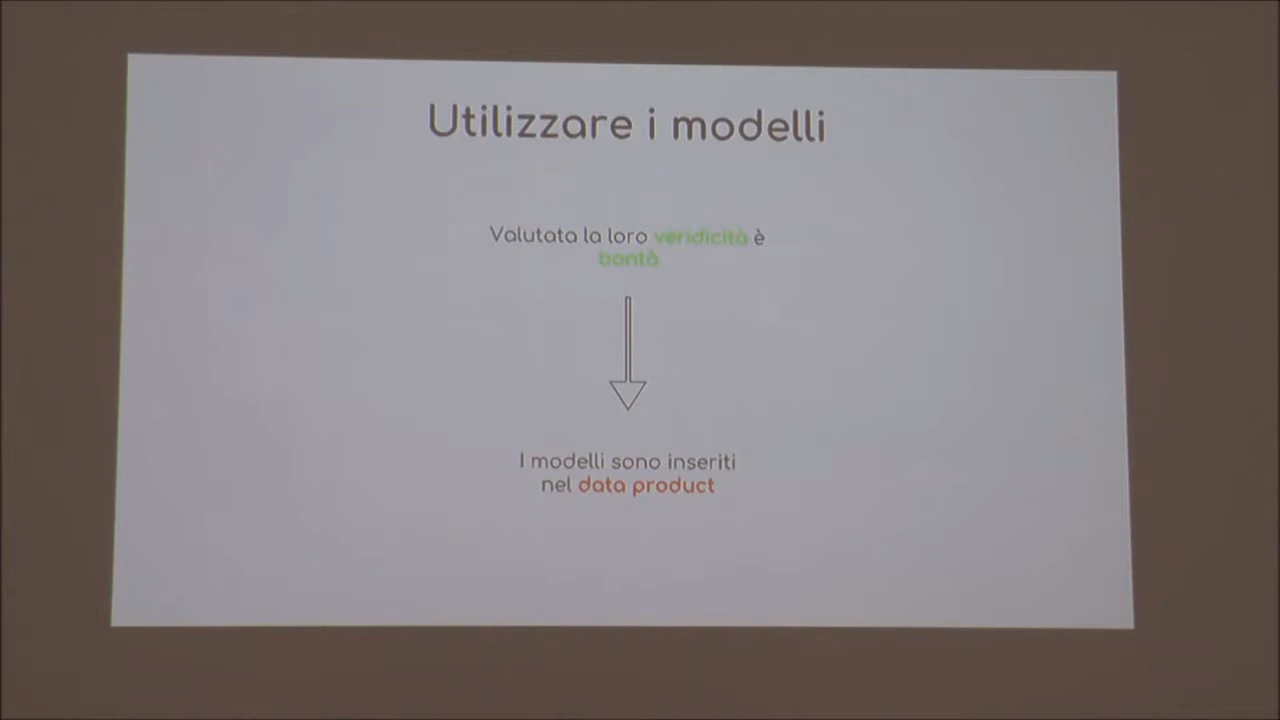 Utilizzare i modelli
Valutata la loro veridicità è
bontà
I modelli sono inseriti
nel data product